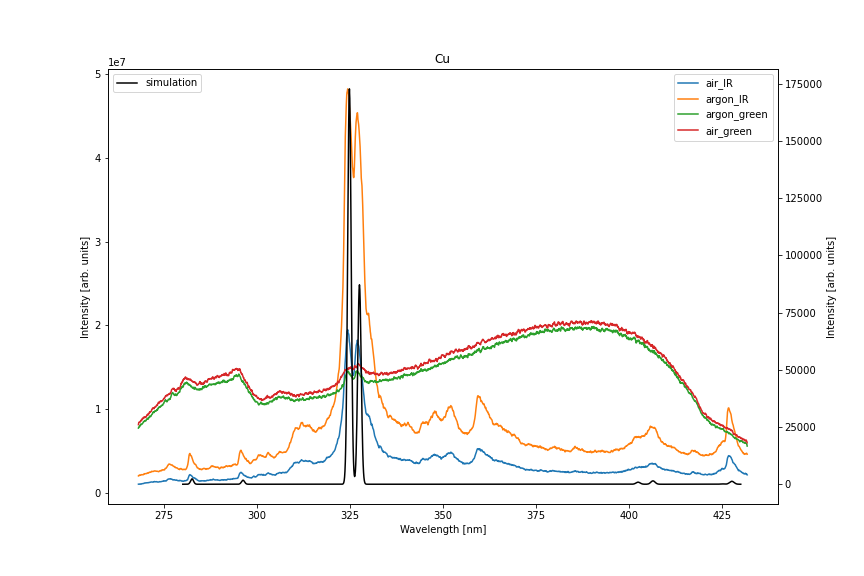 Cu
1e7
simulation
air_IR
argon_IR
argon_green
air_green
5
4
3
2
1
0
175000
150000
125000
100000
75000
50000
25000
0
Intensity [arb. units]
Intensity [arb. units]
275
300
325
350
375
400
425
Wavelength [nm]